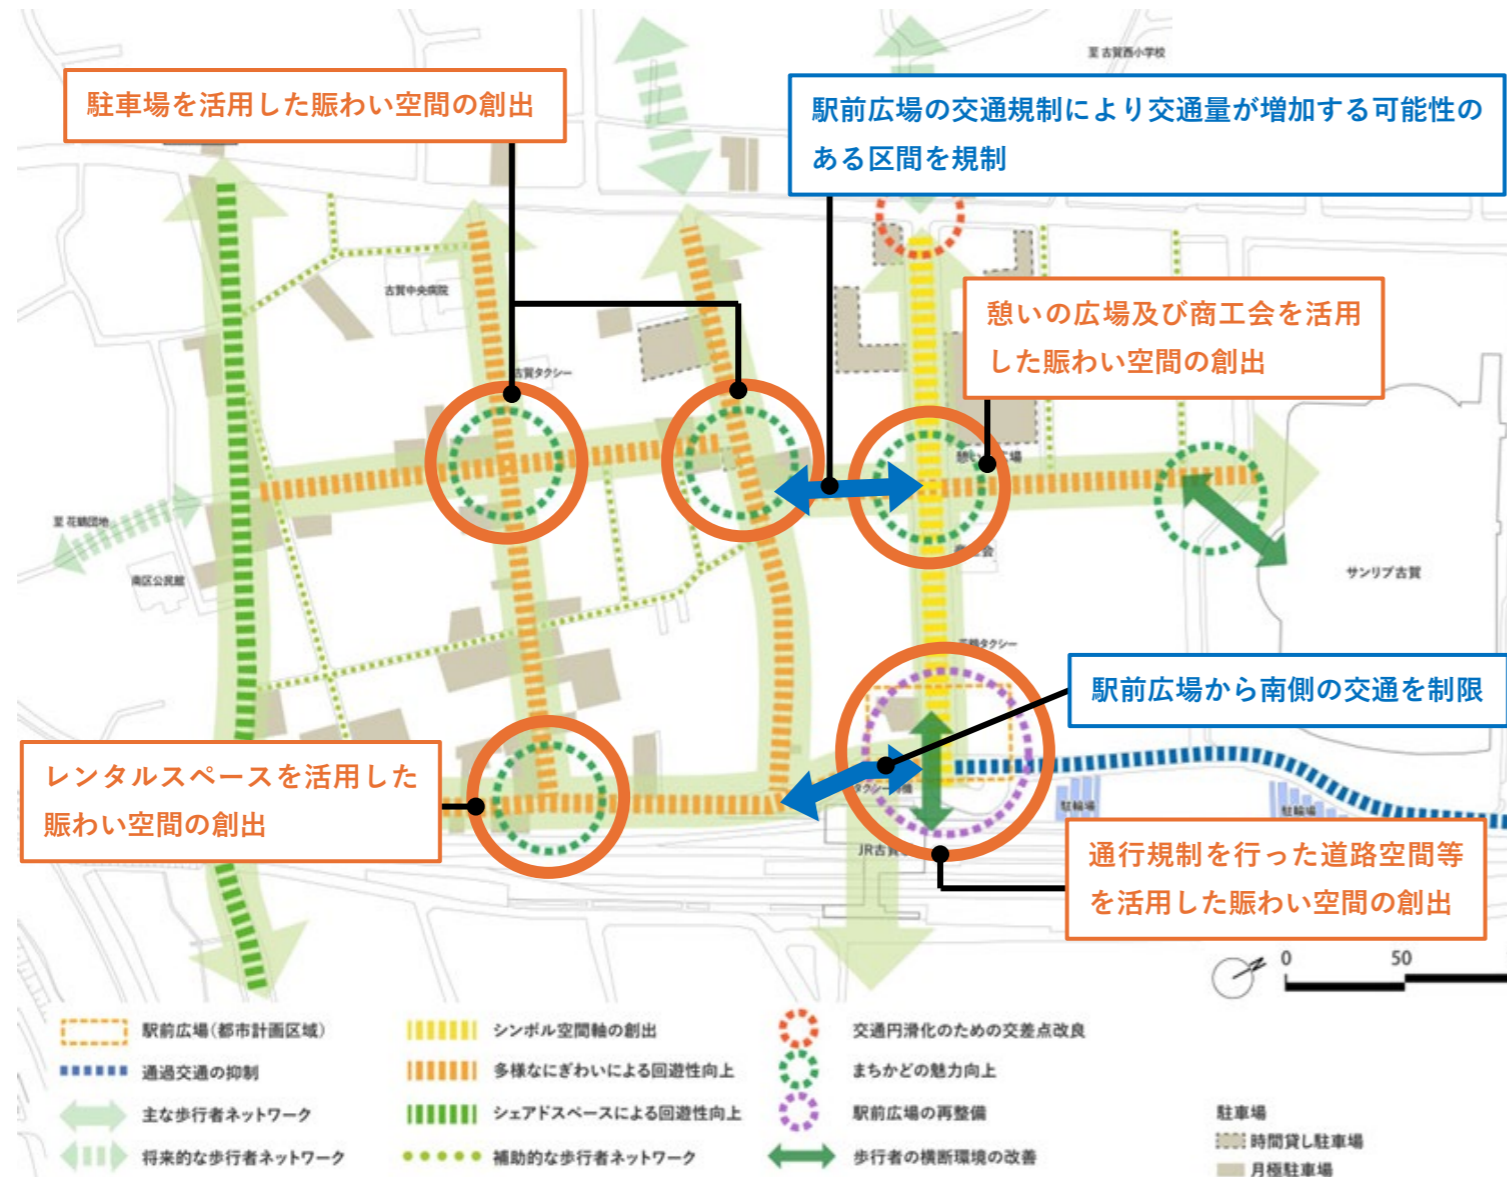 至 古賀西小学校
駐車場を活用した賑わい空間の創出
駅前広場の交通規制により交通量が増加する可能性の
ある区間を規制
古賀中央病院
憩いの広場及び商工会を活用
した賑わい空間の創出
古賀タクシー
憩い
場
至 花鶴団地
南区公民館
会
サンリブ古賀
タクシー
駅前広場から南側の交通を制限
レンタルスペースを活用した
賑わい空間の創出
タクシー
駐輪場
駐輪場
JR古賀
通行規制を行った道路空間等
を活用した賑わい空間の創出
0
50
駅前広場(都市計画区域)
シンボル空間軸の創出
交通円滑化のための交差点改良
通過交通の抑制
多様なにぎわいによる回遊性向上
まちかどの魅力向上
主な歩行者ネットワーク
シェアドスペースによる回遊性向上
駅前広場の再整備
駐車場
将来的な歩行者ネットワーク
補助的な歩行者ネットワーク
歩行者の横断環境の改善
時間貸し駐車場
月極駐車場